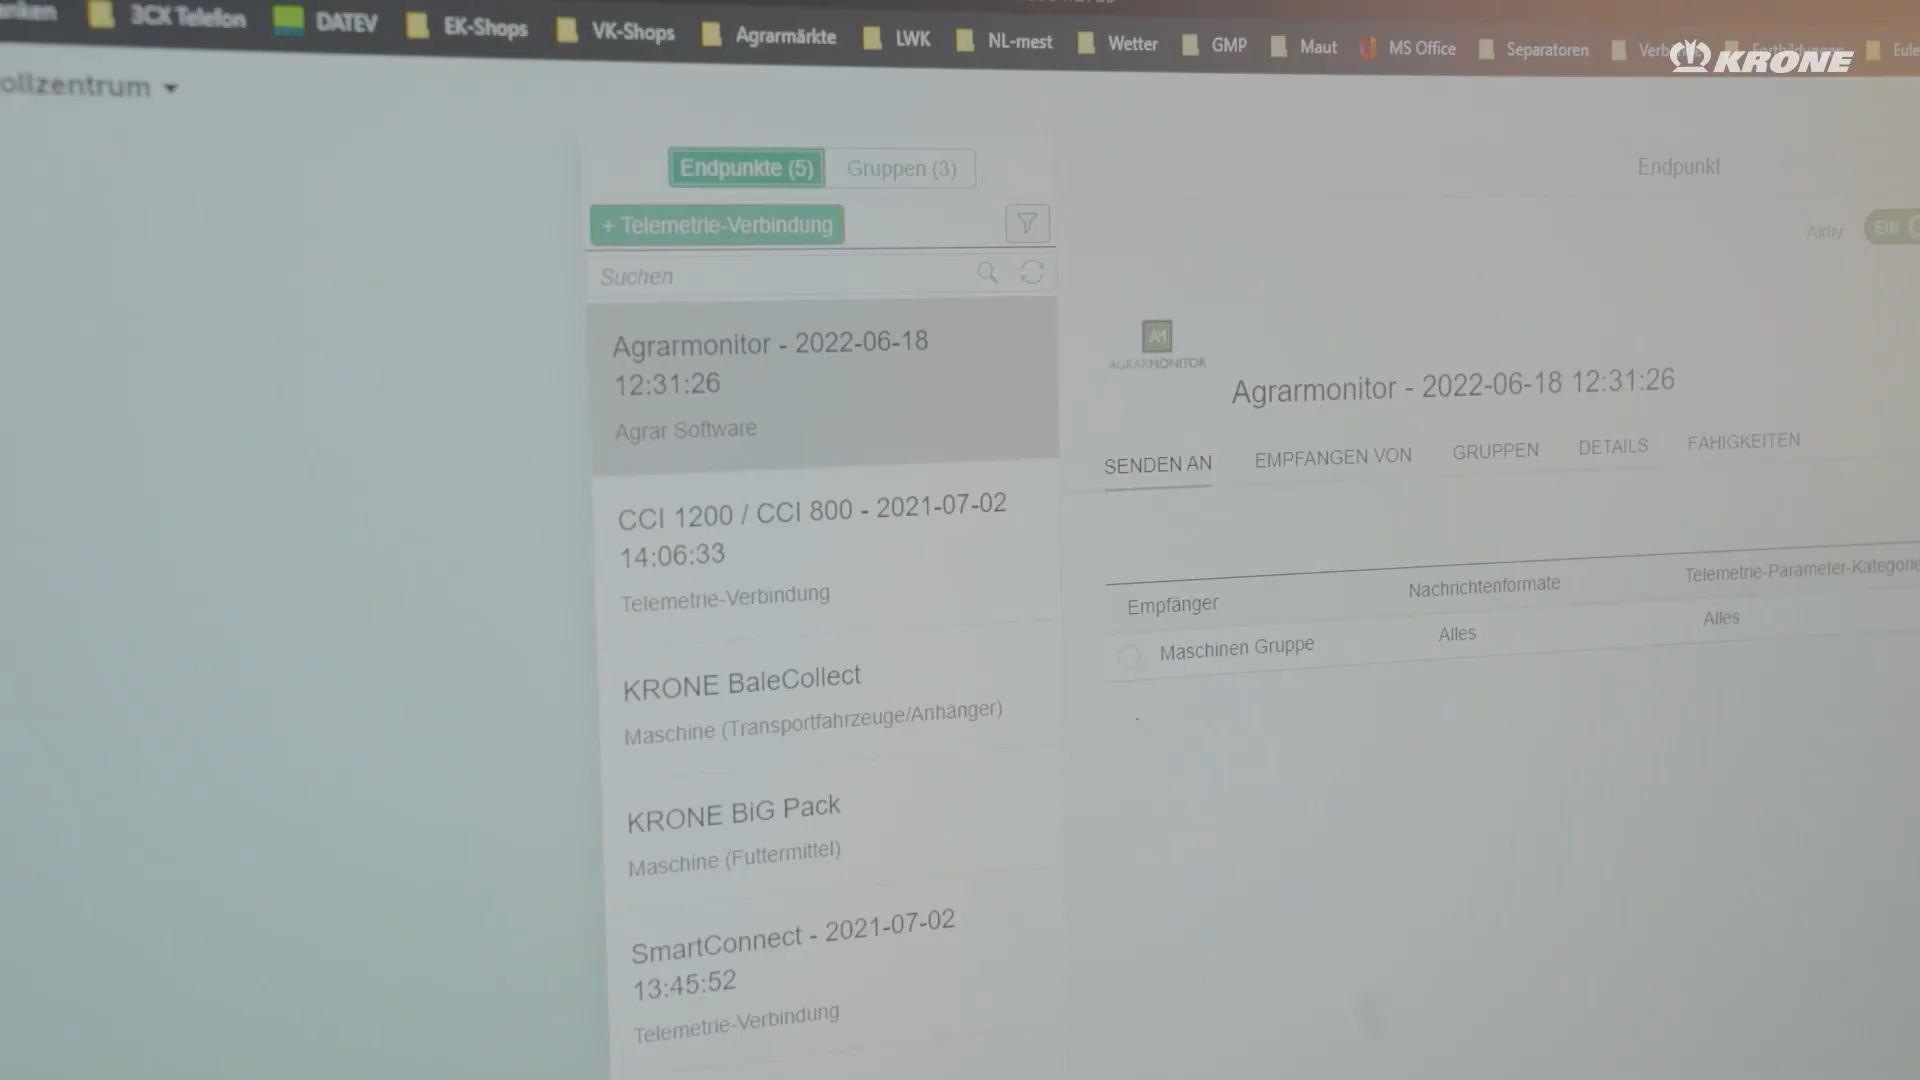 3CX Telefon DATEV EK-Shops VK-Shops Agrarmärkte LWK NL-mest Wetter GMP Maut MS Office Separatoren
KRONE
Endpunkte (5) Gruppen (3)
Endpunkt
+ Telemetrie-Verbindung
Aktiv EIN
Suchen
Agrarmonitor - 2022-06-18
12:31:26
Agrar Software
CCI 1200 / CCI 800 - 2021-07-02
14:06:33
Telemetrie-Verbindung
KRONE BaleCollect
Maschine (Transportfahrzeuge/Anhänger)
KRONE BiG Pack
Maschine (Futtermittel)
SmartConnect - 2021-07-02
13:45:52
Telemetrie-Verbindung
AM
AGRARMONITOR
Agrarmonitor - 2022-06-18 12:31:26
SENDEN AN EMPFANGEN VON GRUPPEN DETAILS FÄHIGKEITEN
Empfänger Nachrichtenformate Telemetrie-Parameter-Kategorie
Maschinen Gruppe Alles Alles